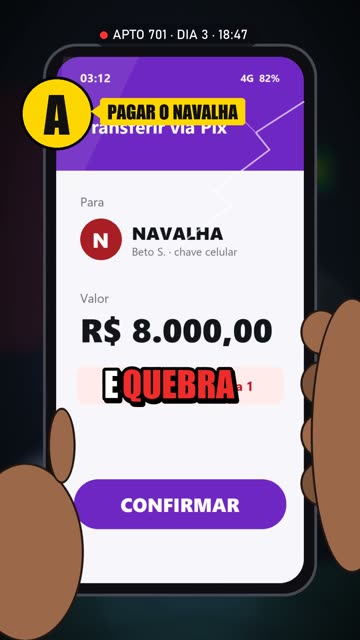 APTO 701 · DIA 3 · 18:47
03:12
4G 82%
A
PAGAR O NAVALHA
Transferir via Pix
Para
N
NAVALHA
Beto S. · chave celular
Valor
R$ 8.000,00
E QUEBRA
a 1
CONFIRMAR